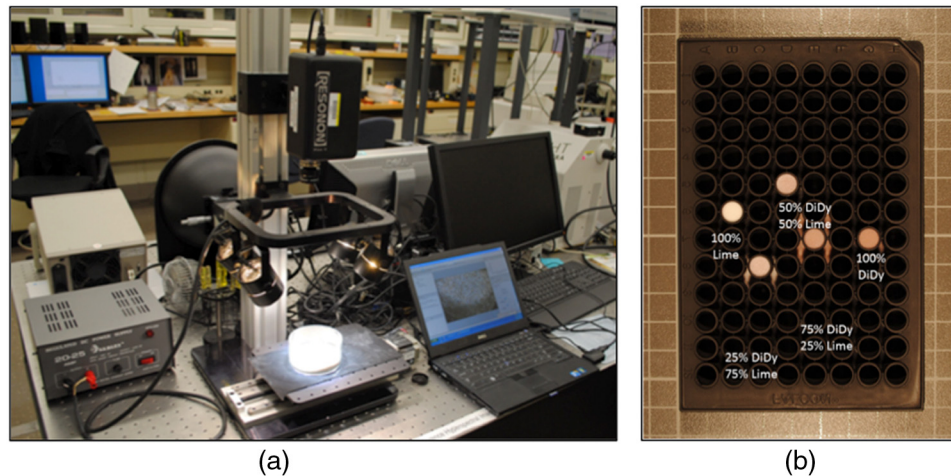 [RESONON]
20-25
50% DiDy
50% Lime
100%
Lime
100%
DiDy
75% DiDy
25% Lime
25% DiDy
75% Lime
(a)
(b)